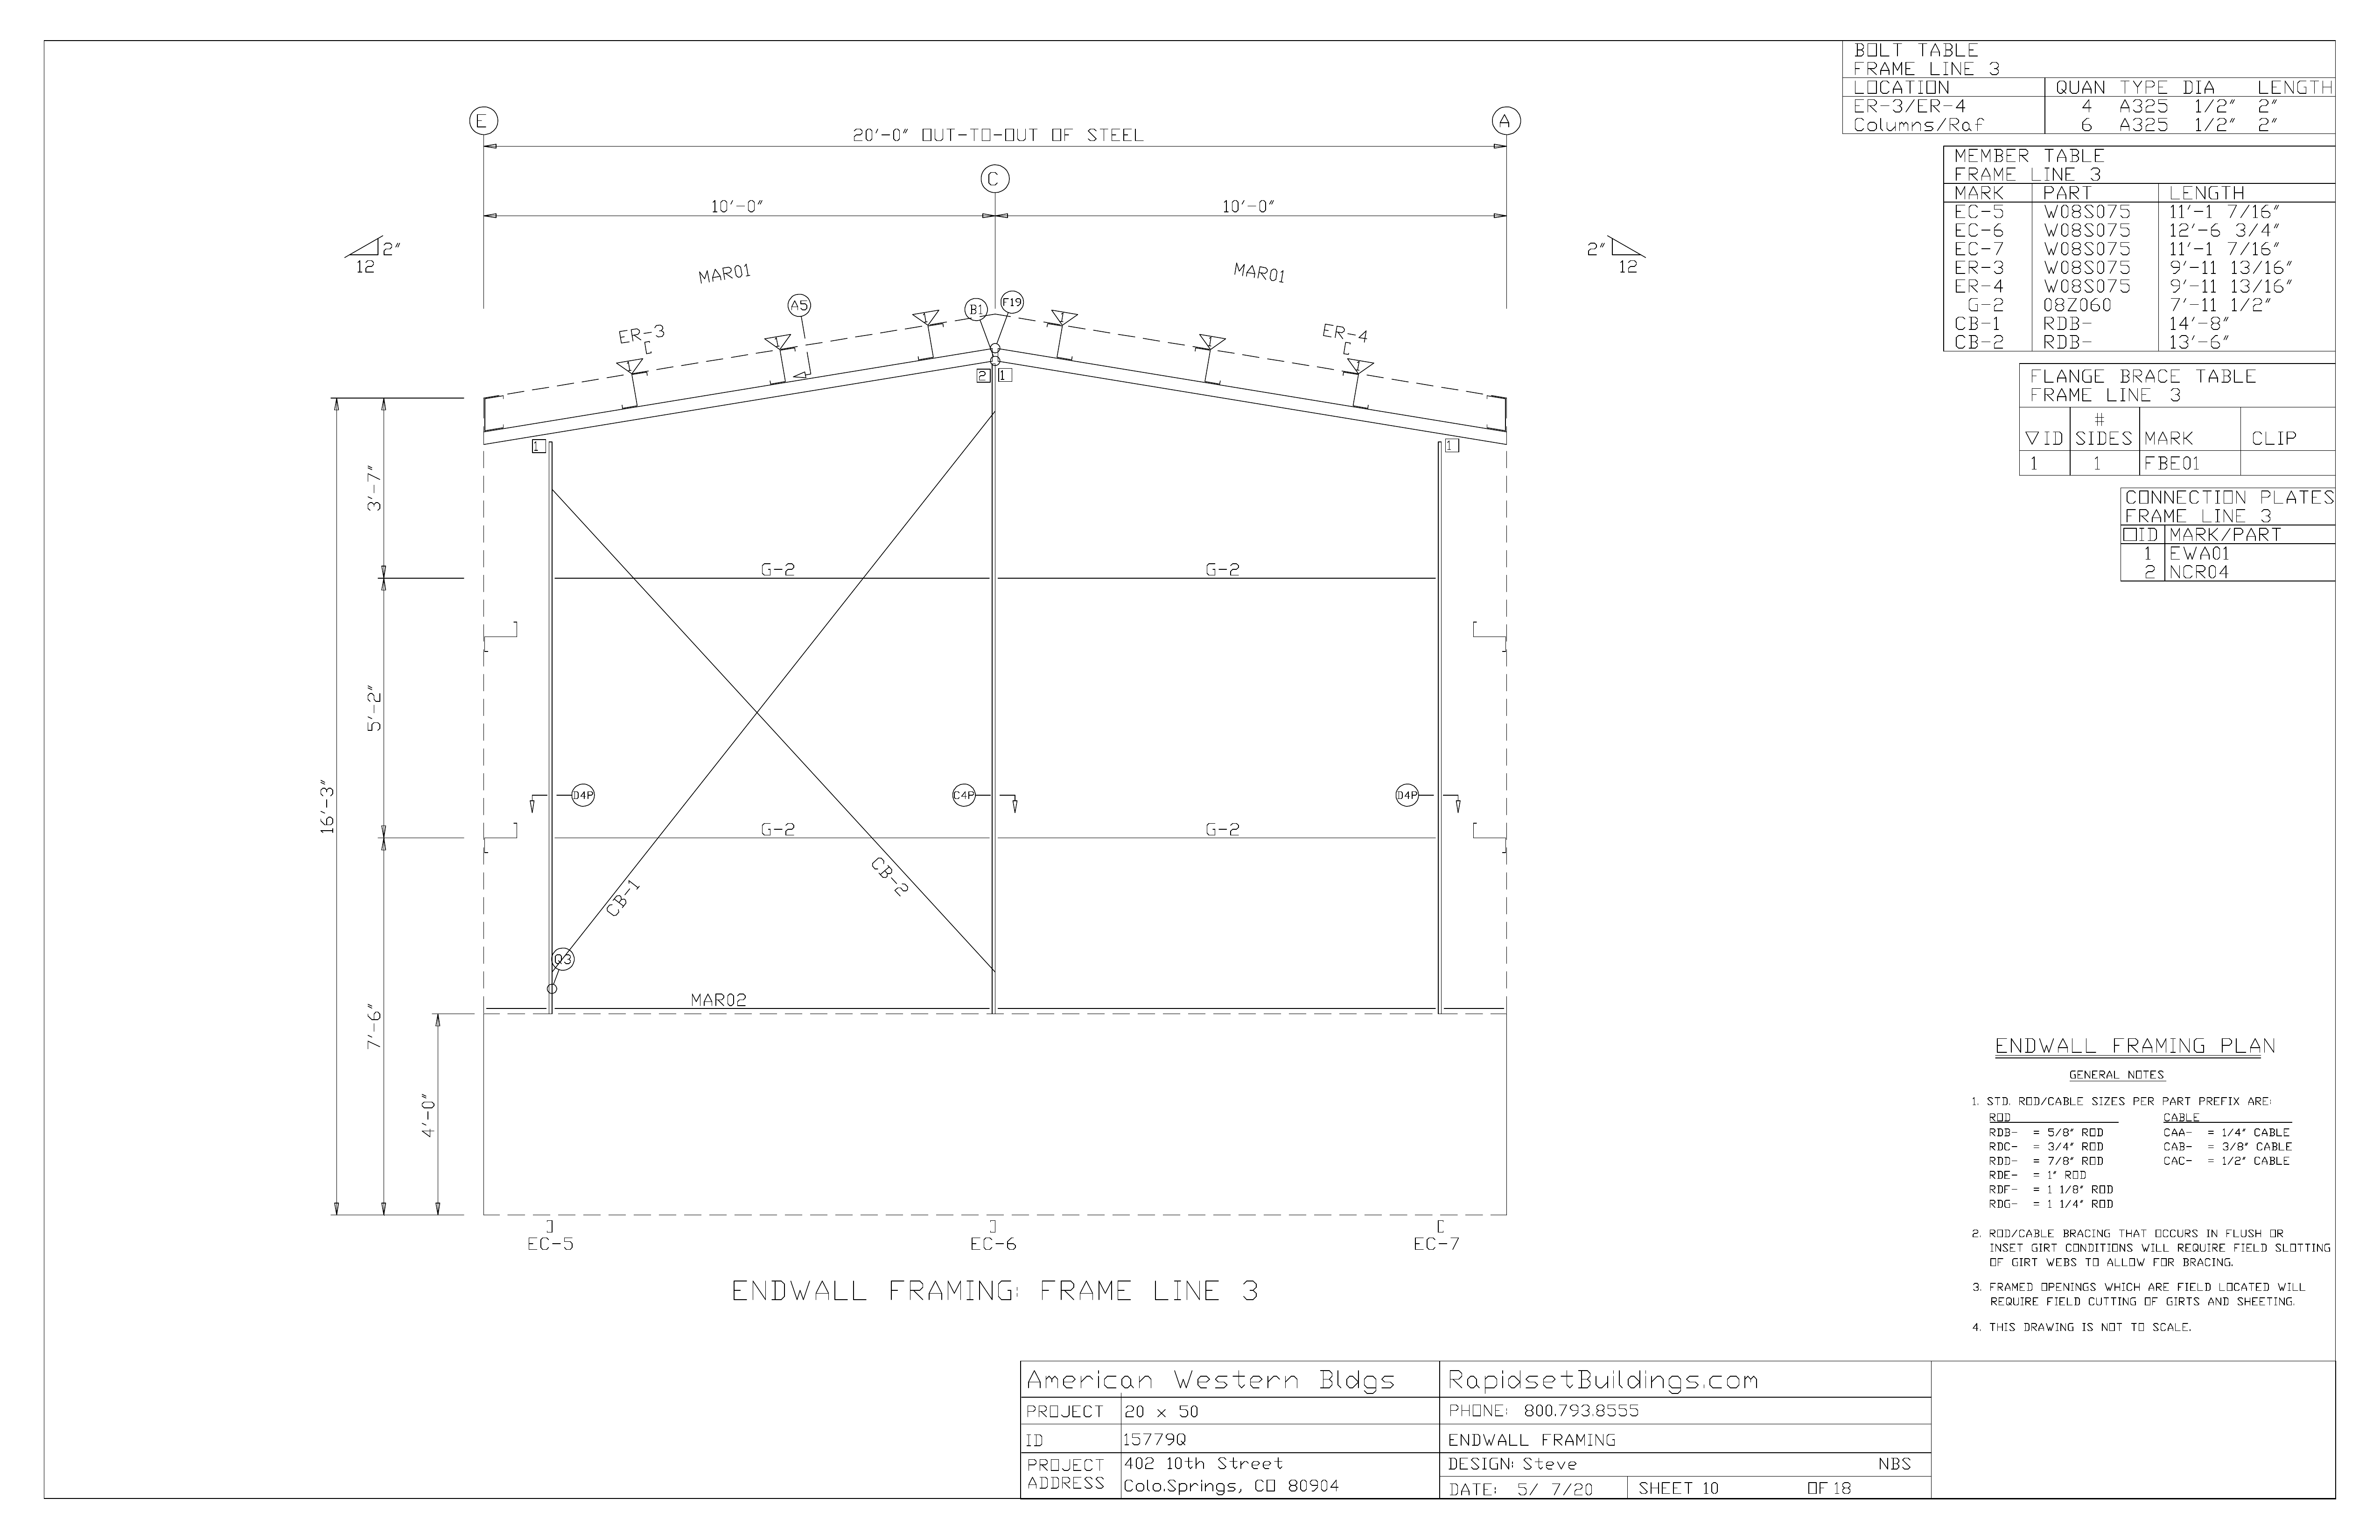 BOLT TABLE
FRAME LINE 3
LOCATION QUAN TYPE DIA LENGTH
ER-3/ER-4 4 A325 1/2" 2"
Columns/Raf 6 A325 1/2" 2"
MEMBER TABLE
FRAME LINE 3
MARK PART LENGTH
EC-5 W08S075 11'-1 7/16"
EC-6 W08S075 12'-6 3/4"
EC-7 W08S075 11'-1 7/16"
ER-3 W08S075 9'-11 13/16"
ER-4 W08S075 9'-11 13/16"
G-2 08Z060 7'-11 1/2"
CB-1 RDB- 14'-8"
CB-2 RDB- 13'-6"
FLANGE BRACE TABLE
FRAME LINE 3
#
▽ID SIDES MARK CLIP
1 1 FBE01
CONNECTION PLATES
FRAME LINE 3
□ID MARK/PART
1 EWA01
2 NCR04
E
A
20'-0" OUT-TO-OUT OF STEEL
C
10'-0" 10'-0"
2"
12
2"
12
MAR01 MAR01
A5 B1 F19
ER-3 ER-4
1 1 1 1 1 1
2 1
1 1
3'-7"
G-2 G-2
5'-2"
16'-3"
D4P C4P D4P
G-2 G-2
CB-1 CB-2
Q3
MAR02
7'-6"
4'-0"
EC-5 EC-6 EC-7
ENDWALL FRAMING: FRAME LINE 3
ENDWALL FRAMING PLAN
GENERAL NOTES
1. STD. ROD/CABLE SIZES PER PART PREFIX ARE:
ROD CABLE
RDB- = 5/8" ROD CAA- = 1/4" CABLE
RDC- = 3/4" ROD CAB- = 3/8" CABLE
RDD- = 7/8" ROD CAC- = 1/2" CABLE
RDE- = 1" ROD
RDF- = 1 1/8" ROD
RDG- = 1 1/4" ROD
2. ROD/CABLE BRACING THAT OCCURS IN FLUSH OR
INSET GIRT CONDITIONS WILL REQUIRE FIELD SLOTTING
OF GIRT WEBS TO ALLOW FOR BRACING.
3. FRAMED OPENINGS WHICH ARE FIELD LOCATED WILL
REQUIRE FIELD CUTTING OF GIRTS AND SHEETING.
4. THIS DRAWING IS NOT TO SCALE.
American Western Bldgs
PROJECT 20 x 50
ID 15779Q
PROJECT ADDRESS 402 10th Street
Colo.Springs, CO 80904
RapidsetBuildings.com
PHONE: 800.793.8555
ENDWALL FRAMING
DESIGN: Steve NBS
DATE: 5/ 7/20 SHEET 10 OF 18